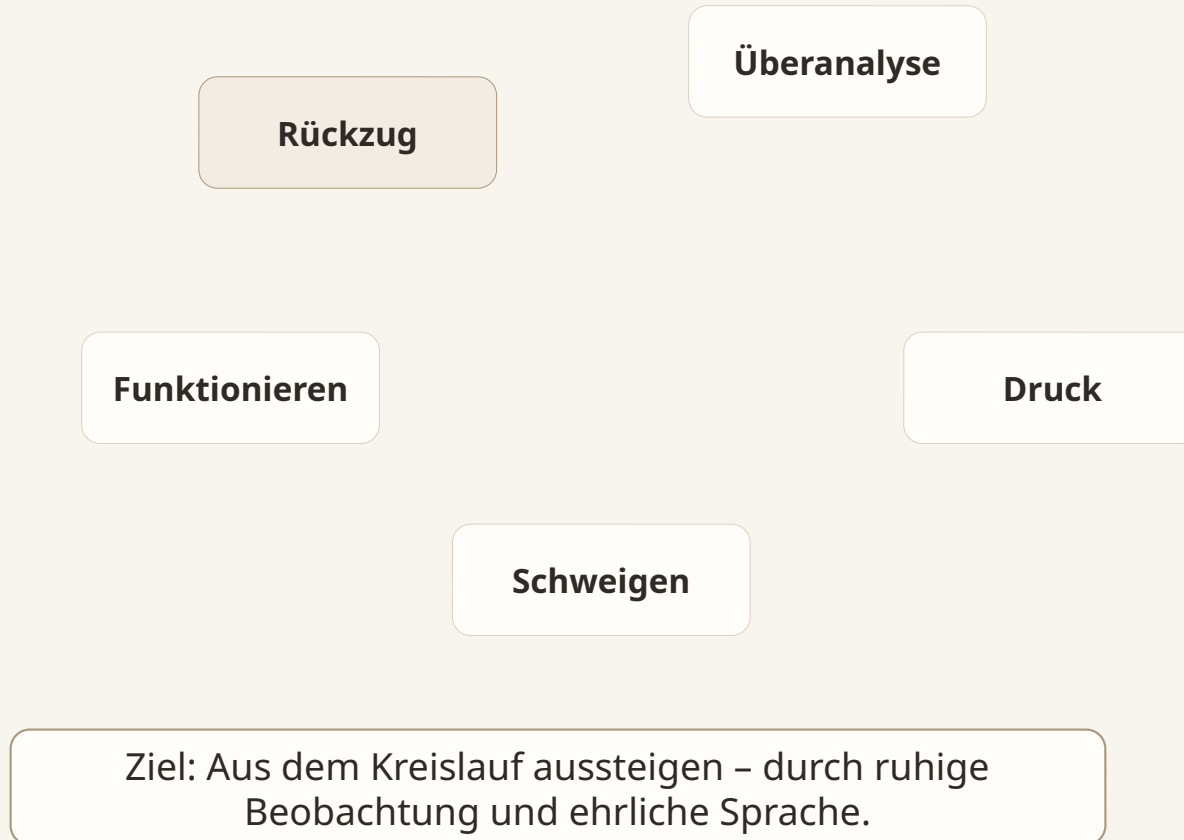 Überanalyse
Rückzug
Funktionieren
Druck
Schweigen
Ziel: Aus dem Kreislauf aussteigen – durch ruhige
Beobachtung und ehrliche Sprache.